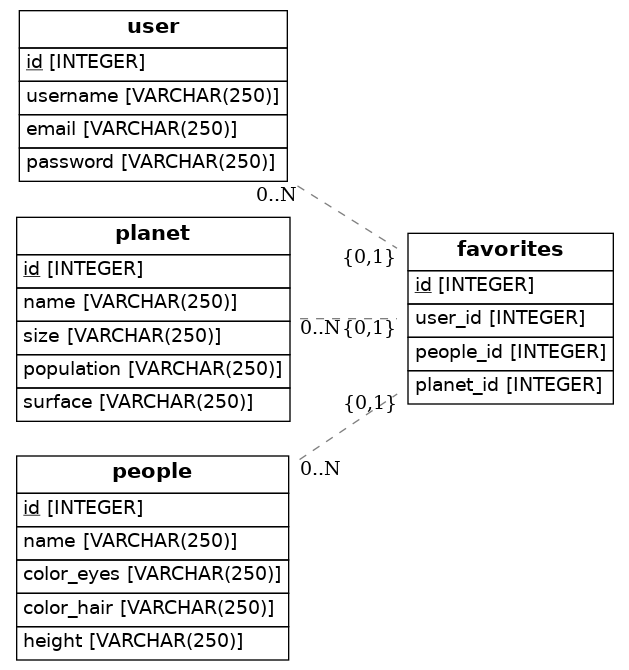 user
id [INTEGER]
username [VARCHAR(250)]
email [VARCHAR(250)]
password [VARCHAR(250)]
0..N
{0,1}
planet
id [INTEGER]
name [VARCHAR(250)]
size [VARCHAR(250)]
population [VARCHAR(250)]
surface [VARCHAR(250)]
0..N
{0,1}
favorites
id [INTEGER]
user_id [INTEGER]
people_id [INTEGER]
planet_id [INTEGER]
{0,1}
0..N
people
id [INTEGER]
name [VARCHAR(250)]
color_eyes [VARCHAR(250)]
color_hair [VARCHAR(250)]
height [VARCHAR(250)]